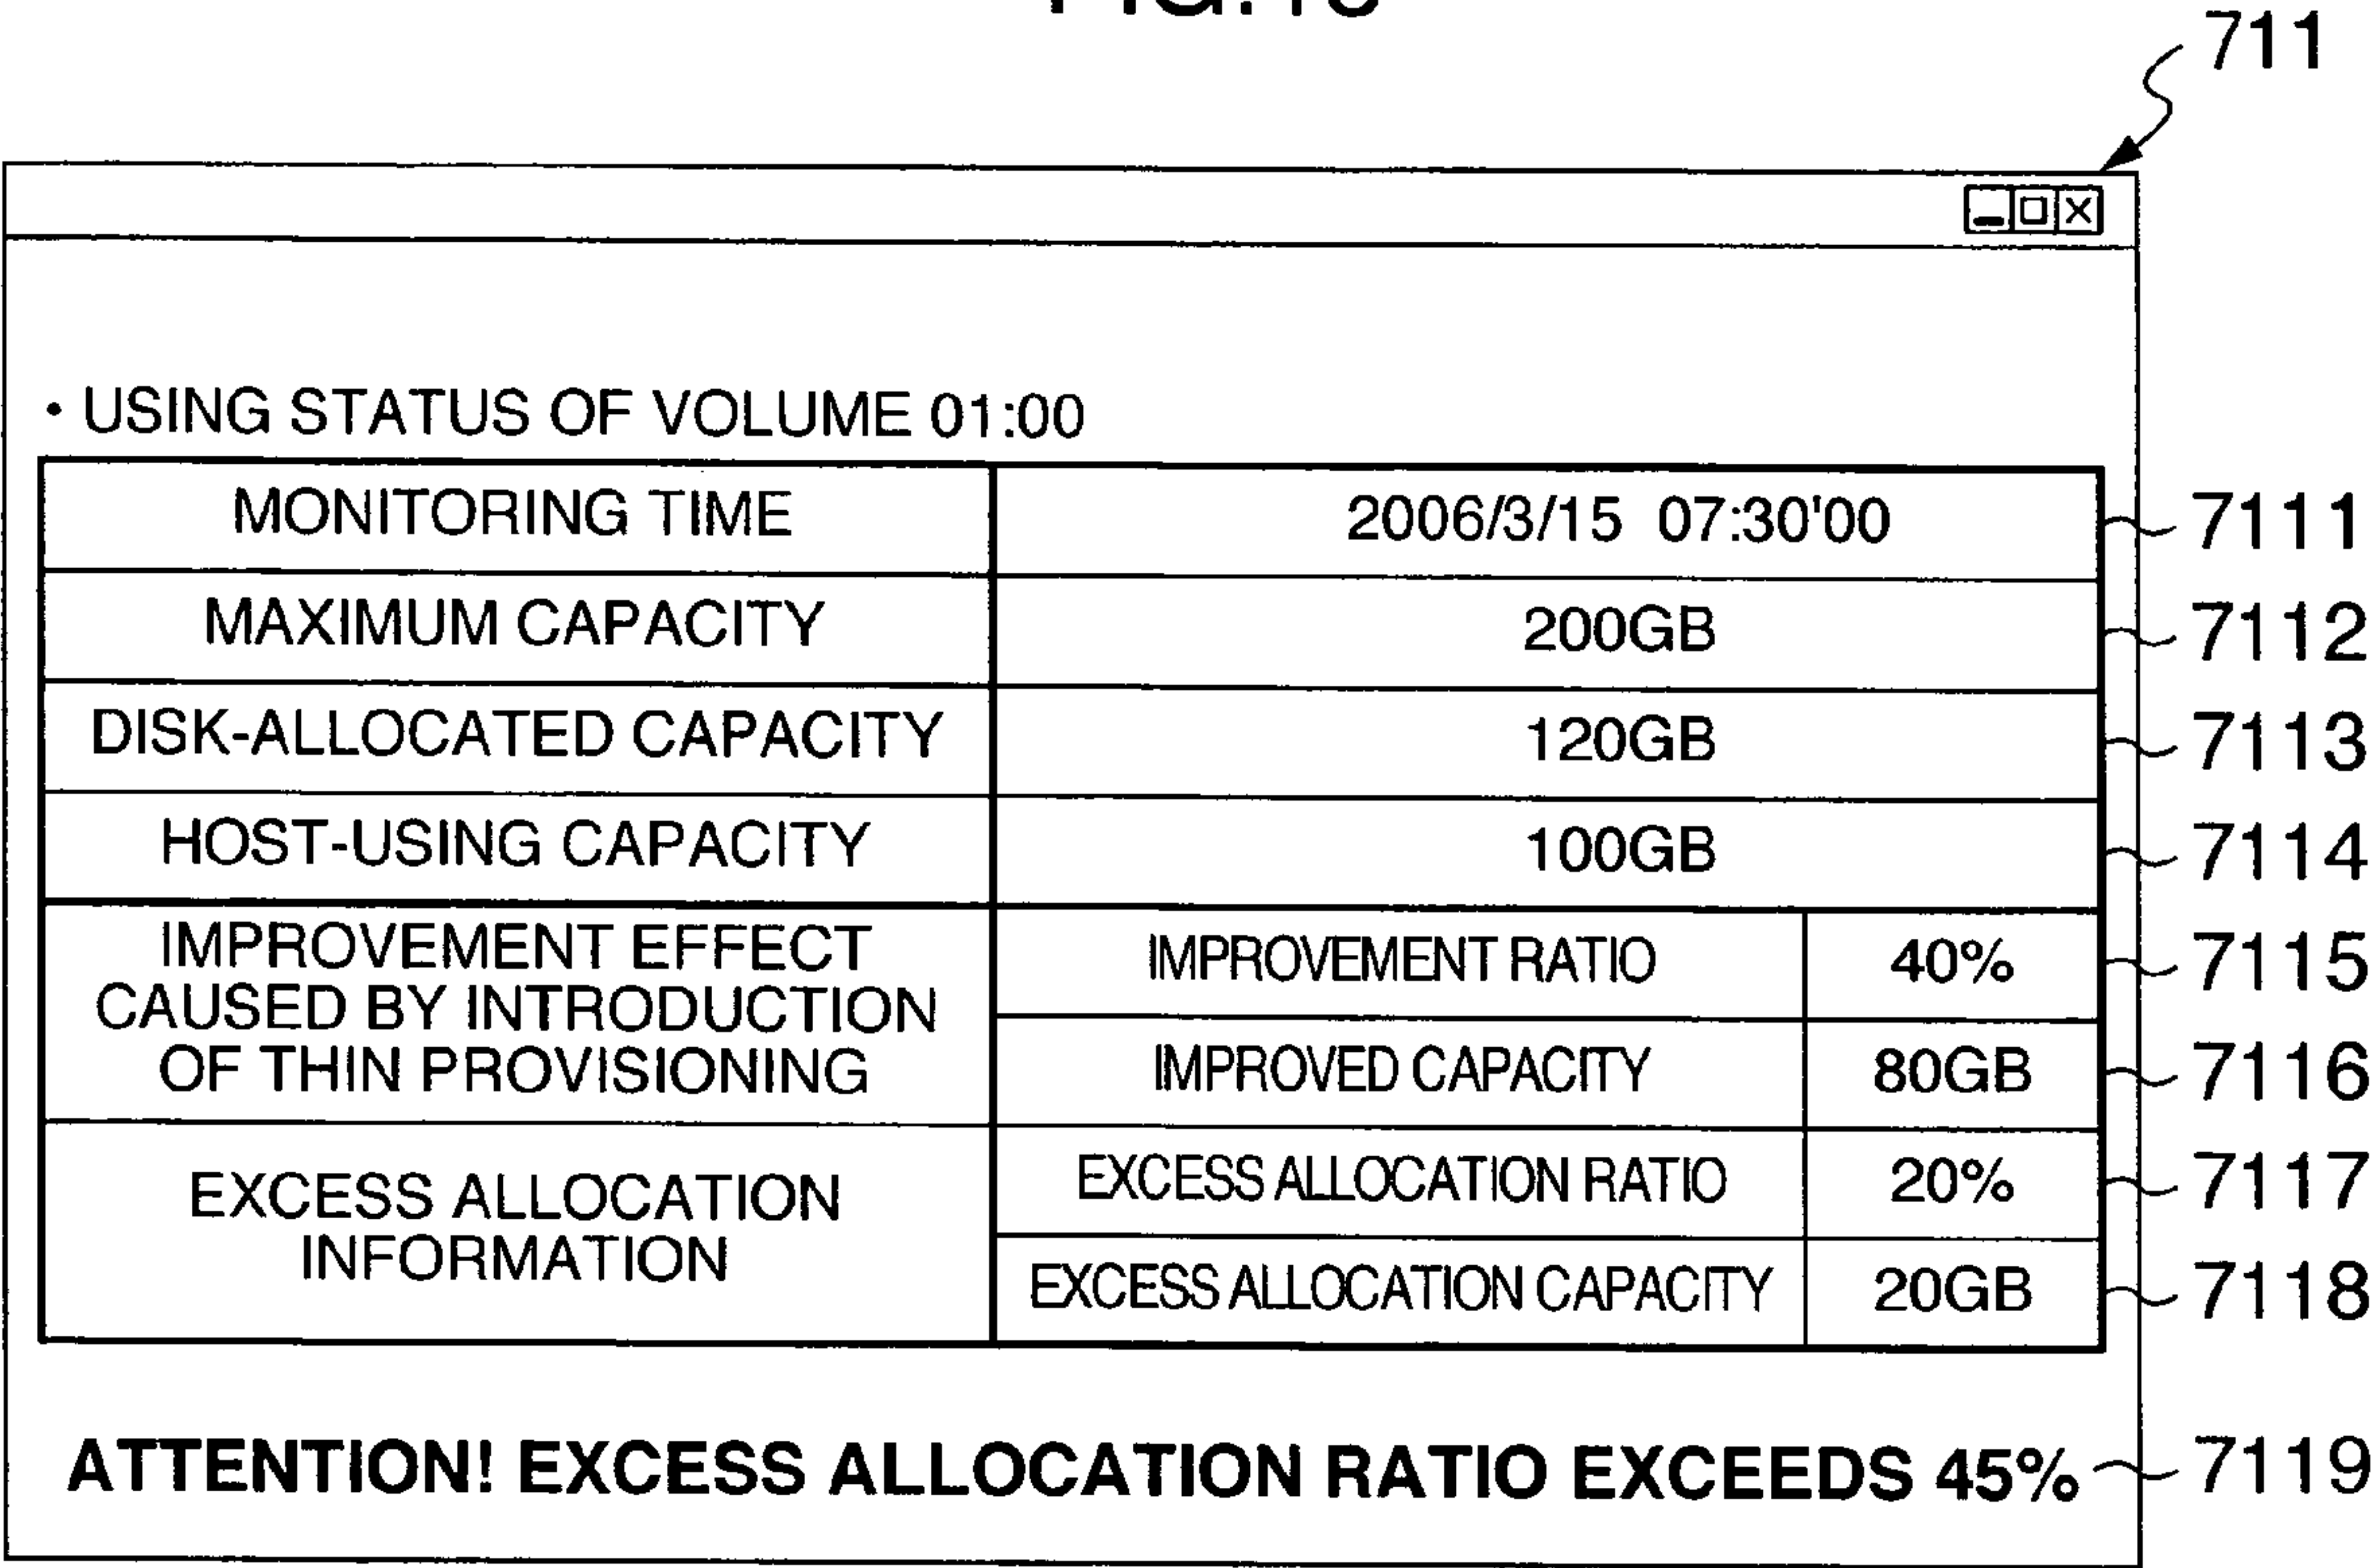 711
• USING STATUS OF VOLUME 01:00
MONITORING TIME 2006/3/15 07:30'00 7111
MAXIMUM CAPACITY 200GB 7112
DISK-ALLOCATED CAPACITY 120GB 7113
HOST-USING CAPACITY 100GB 7114
IMPROVEMENT EFFECT
CAUSED BY INTRODUCTION
OF THIN PROVISIONING
IMPROVEMENT RATIO 40% 7115
IMPROVED CAPACITY 80GB 7116
EXCESS ALLOCATION
INFORMATION
EXCESS ALLOCATION RATIO 20% 7117
EXCESS ALLOCATION CAPACITY 20GB 7118
ATTENTION! EXCESS ALLOCATION RATIO EXCEEDS 45% 7119